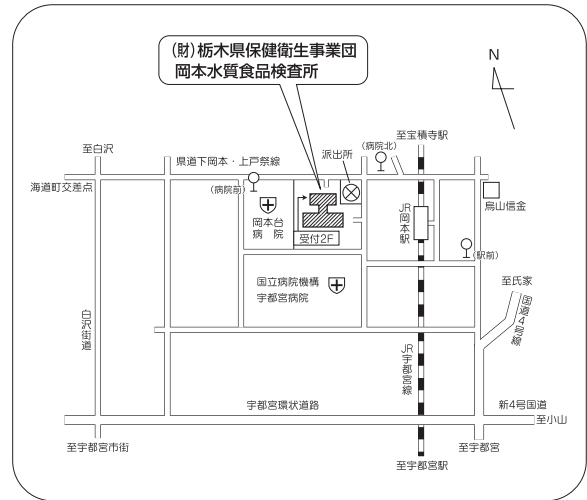 (財)栃木県保健衛生事業団
岡本水質食品検査所
N
至宝積寺駅
至白沢
県道下岡本・上戸祭線
派出所
(病院北)
海道町交差点
(病院前)
烏山信金
岡本台
病院
受付2F
JR
岡本駅
(駅前)
国立病院機構
宇都宮病院
至氏家
国道4号線
白沢街道
JR
宇都宮線
宇都宮環状道路
新4号国道
至小山
至宇都宮市街
至宇都宮
至宇都宮駅